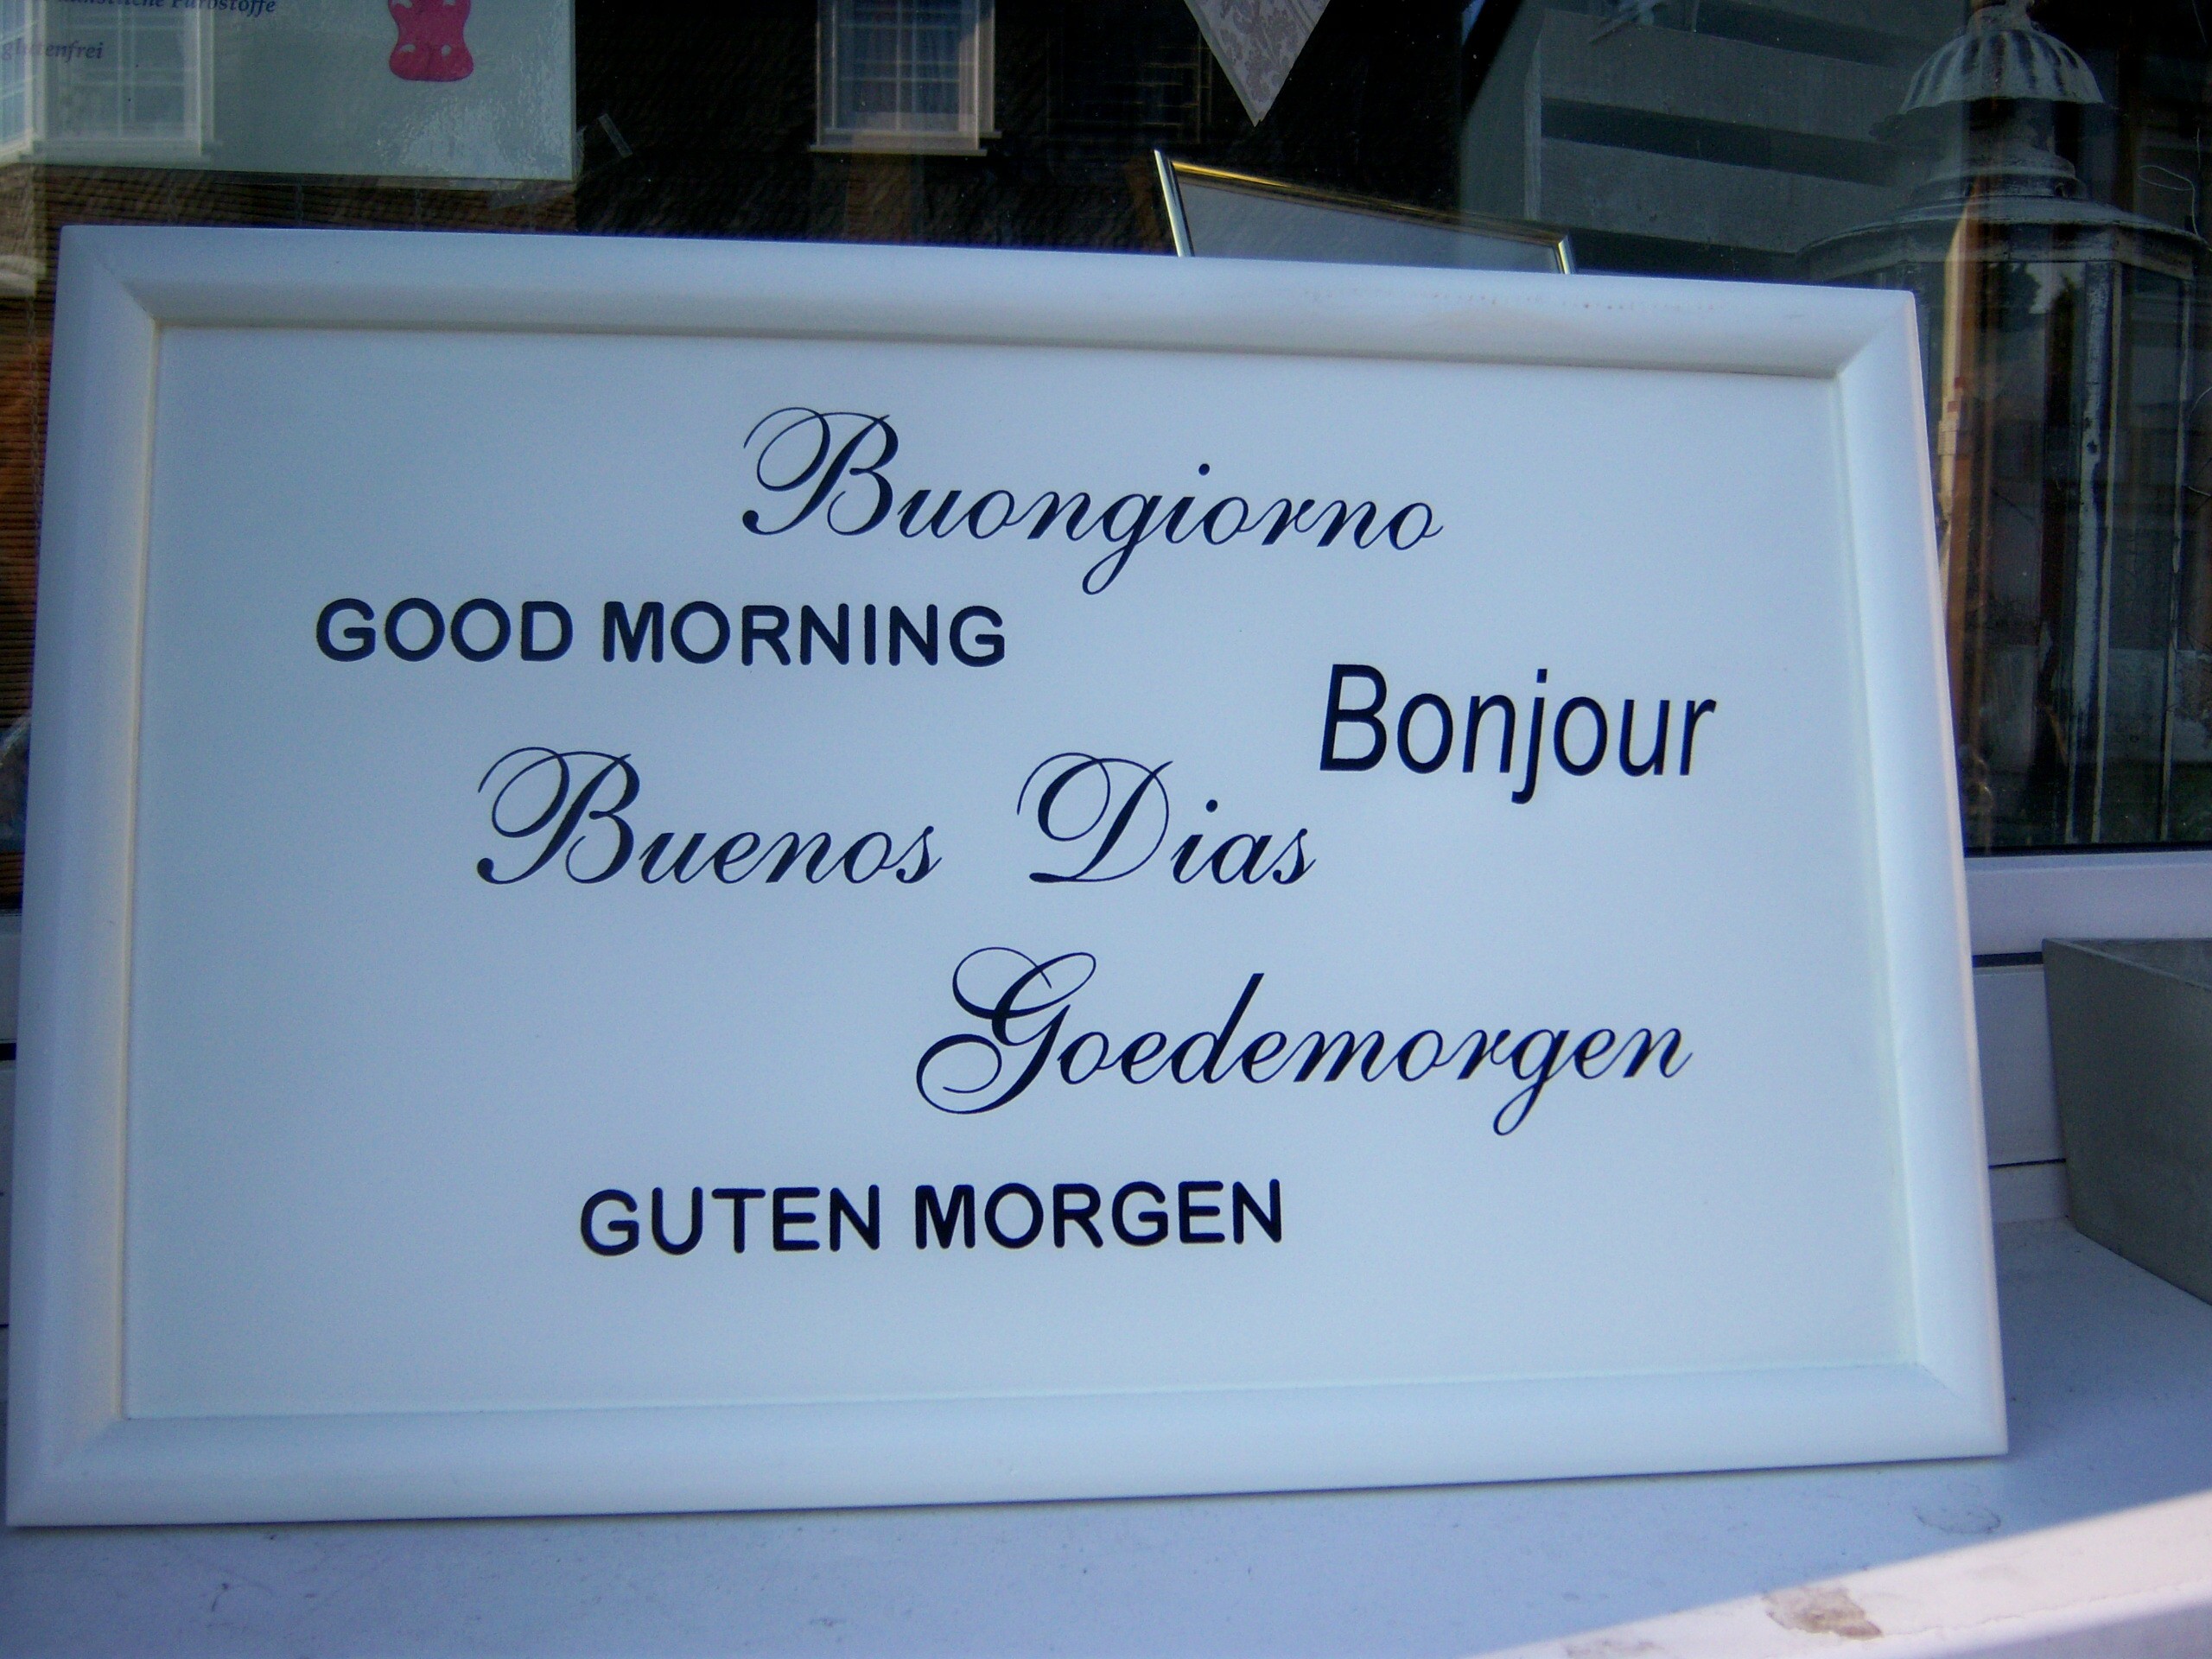 glutenfrei
Buongiorno
GOOD MORNING
Bonjour
Buenos Dias
Goedemorgen
GUTEN MORGEN